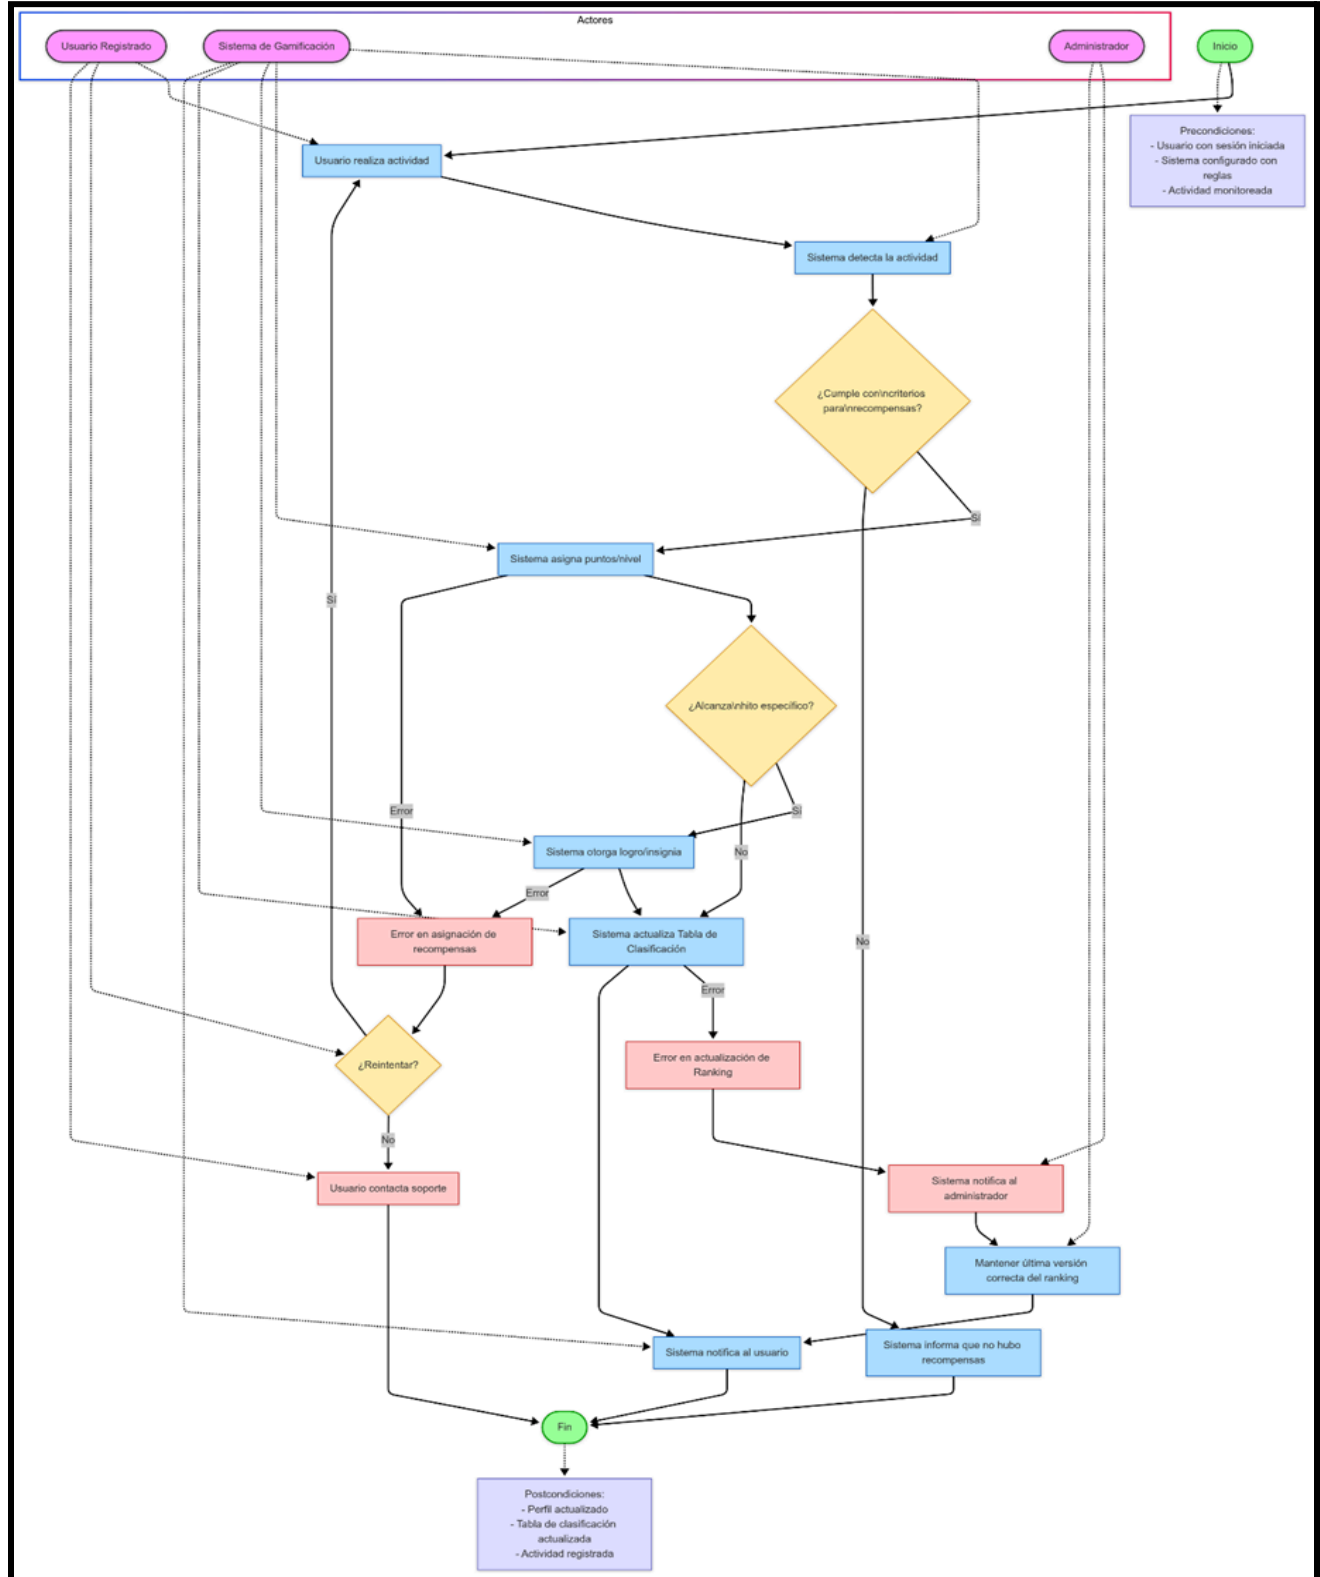 Actores
Usuario Registrado
Sistema de Gamificación
Administrador
Inicio
Precondiciones:
- Usuario con sesión iniciada
- Sistema configurado con
reglas
- Actividad monitoreada
Usuario realiza actividad
Sistema detecta la actividad
¿Cumple con\ncriterios
para\nrecompensas?
Sí
Sistema asigna puntos/nivel
Sí
¿Alcanza\nhito específico?
Error
Sí
Sistema otorga logro/insignia
No
Error
Error en asignación de
recompensas
Sistema actualiza Tabla de
Clasificación
No
Error
Error en actualización de
Ranking
¿Reintentar?
No
Usuario contacta soporte
Sistema notifica al
administrador
Mantener última versión
correcta del ranking
Sistema notifica al usuario
Sistema informa que no hubo
recompensas
Fin
Postcondiciones:
- Perfil actualizado
- Tabla de clasificación
actualizada
- Actividad registrada